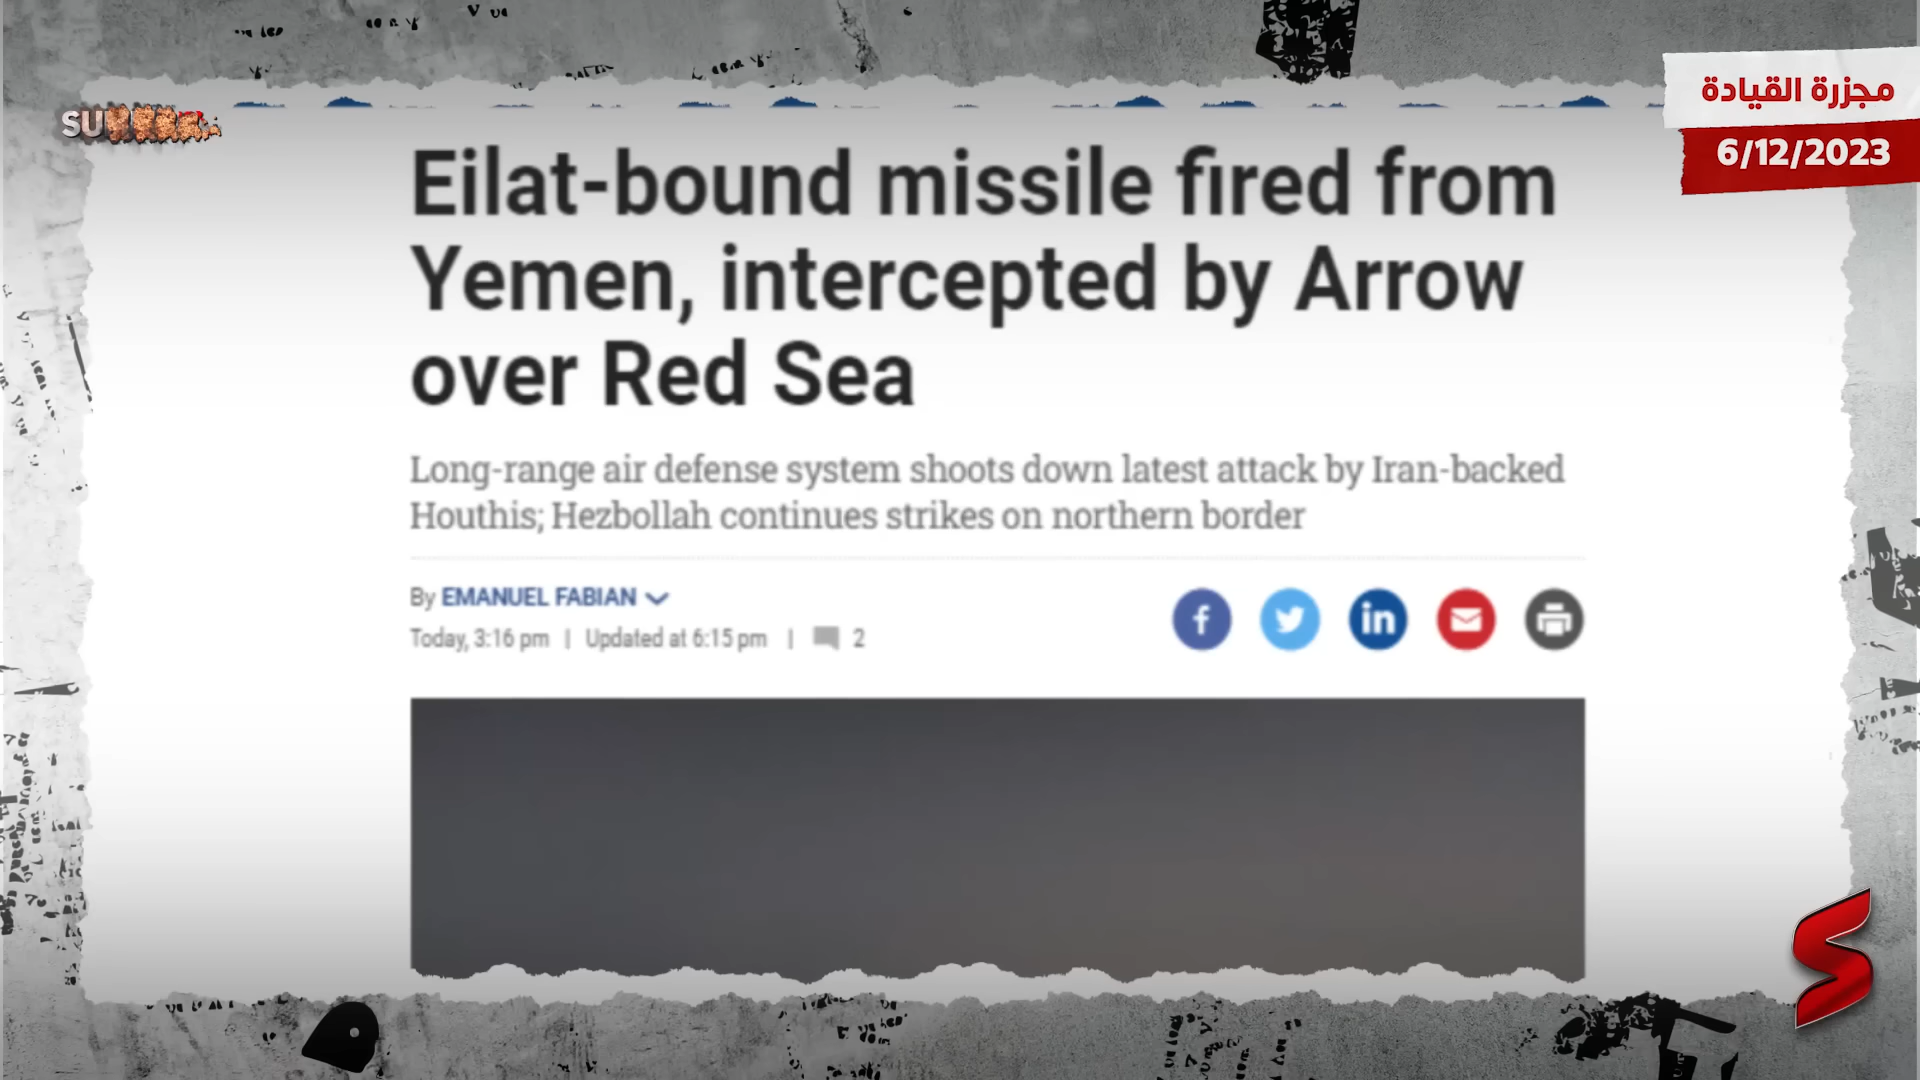 مجزرة القيادة
6/12/2023
Eilat-bound missile fired from
Yemen, intercepted by Arrow
over Red Sea
Long-range air defense system shoots down latest attack by Iran-backed
Houthis; Hezbollah continues strikes on northern border
By EMANUEL FABIAN
Today, 3:16 pm | Updated at 6:15 pm | 2